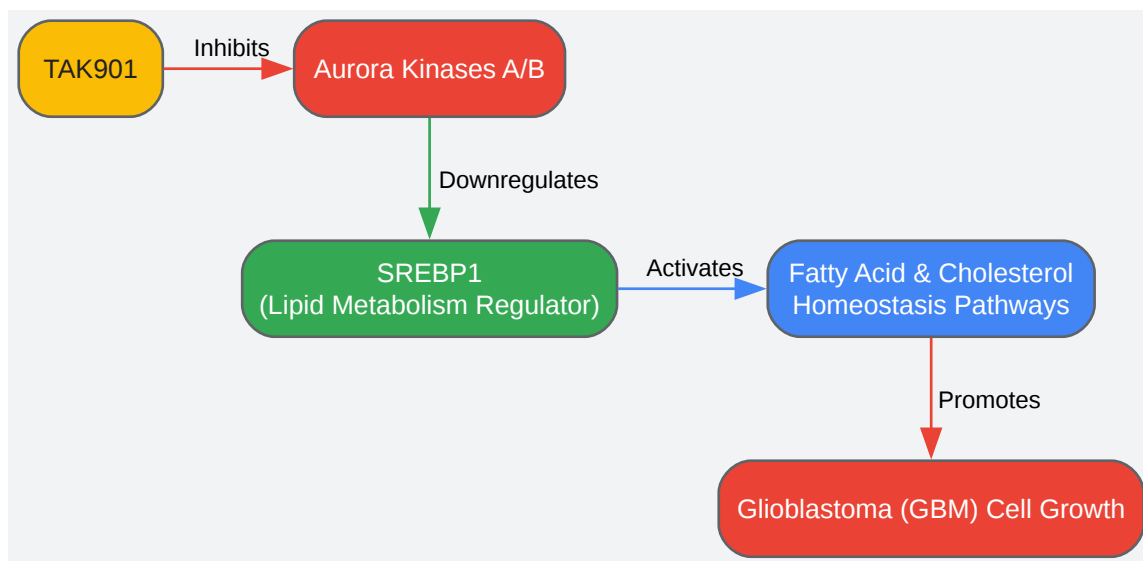 TAK901
Inhibits
Aurora Kinases A/B
Downregulates
SREBP1
(Lipid Metabolism Regulator)
Activates
Fatty Acid & Cholesterol
Homeostasis Pathways
Promotes
Glioblastoma (GBM) Cell Growth